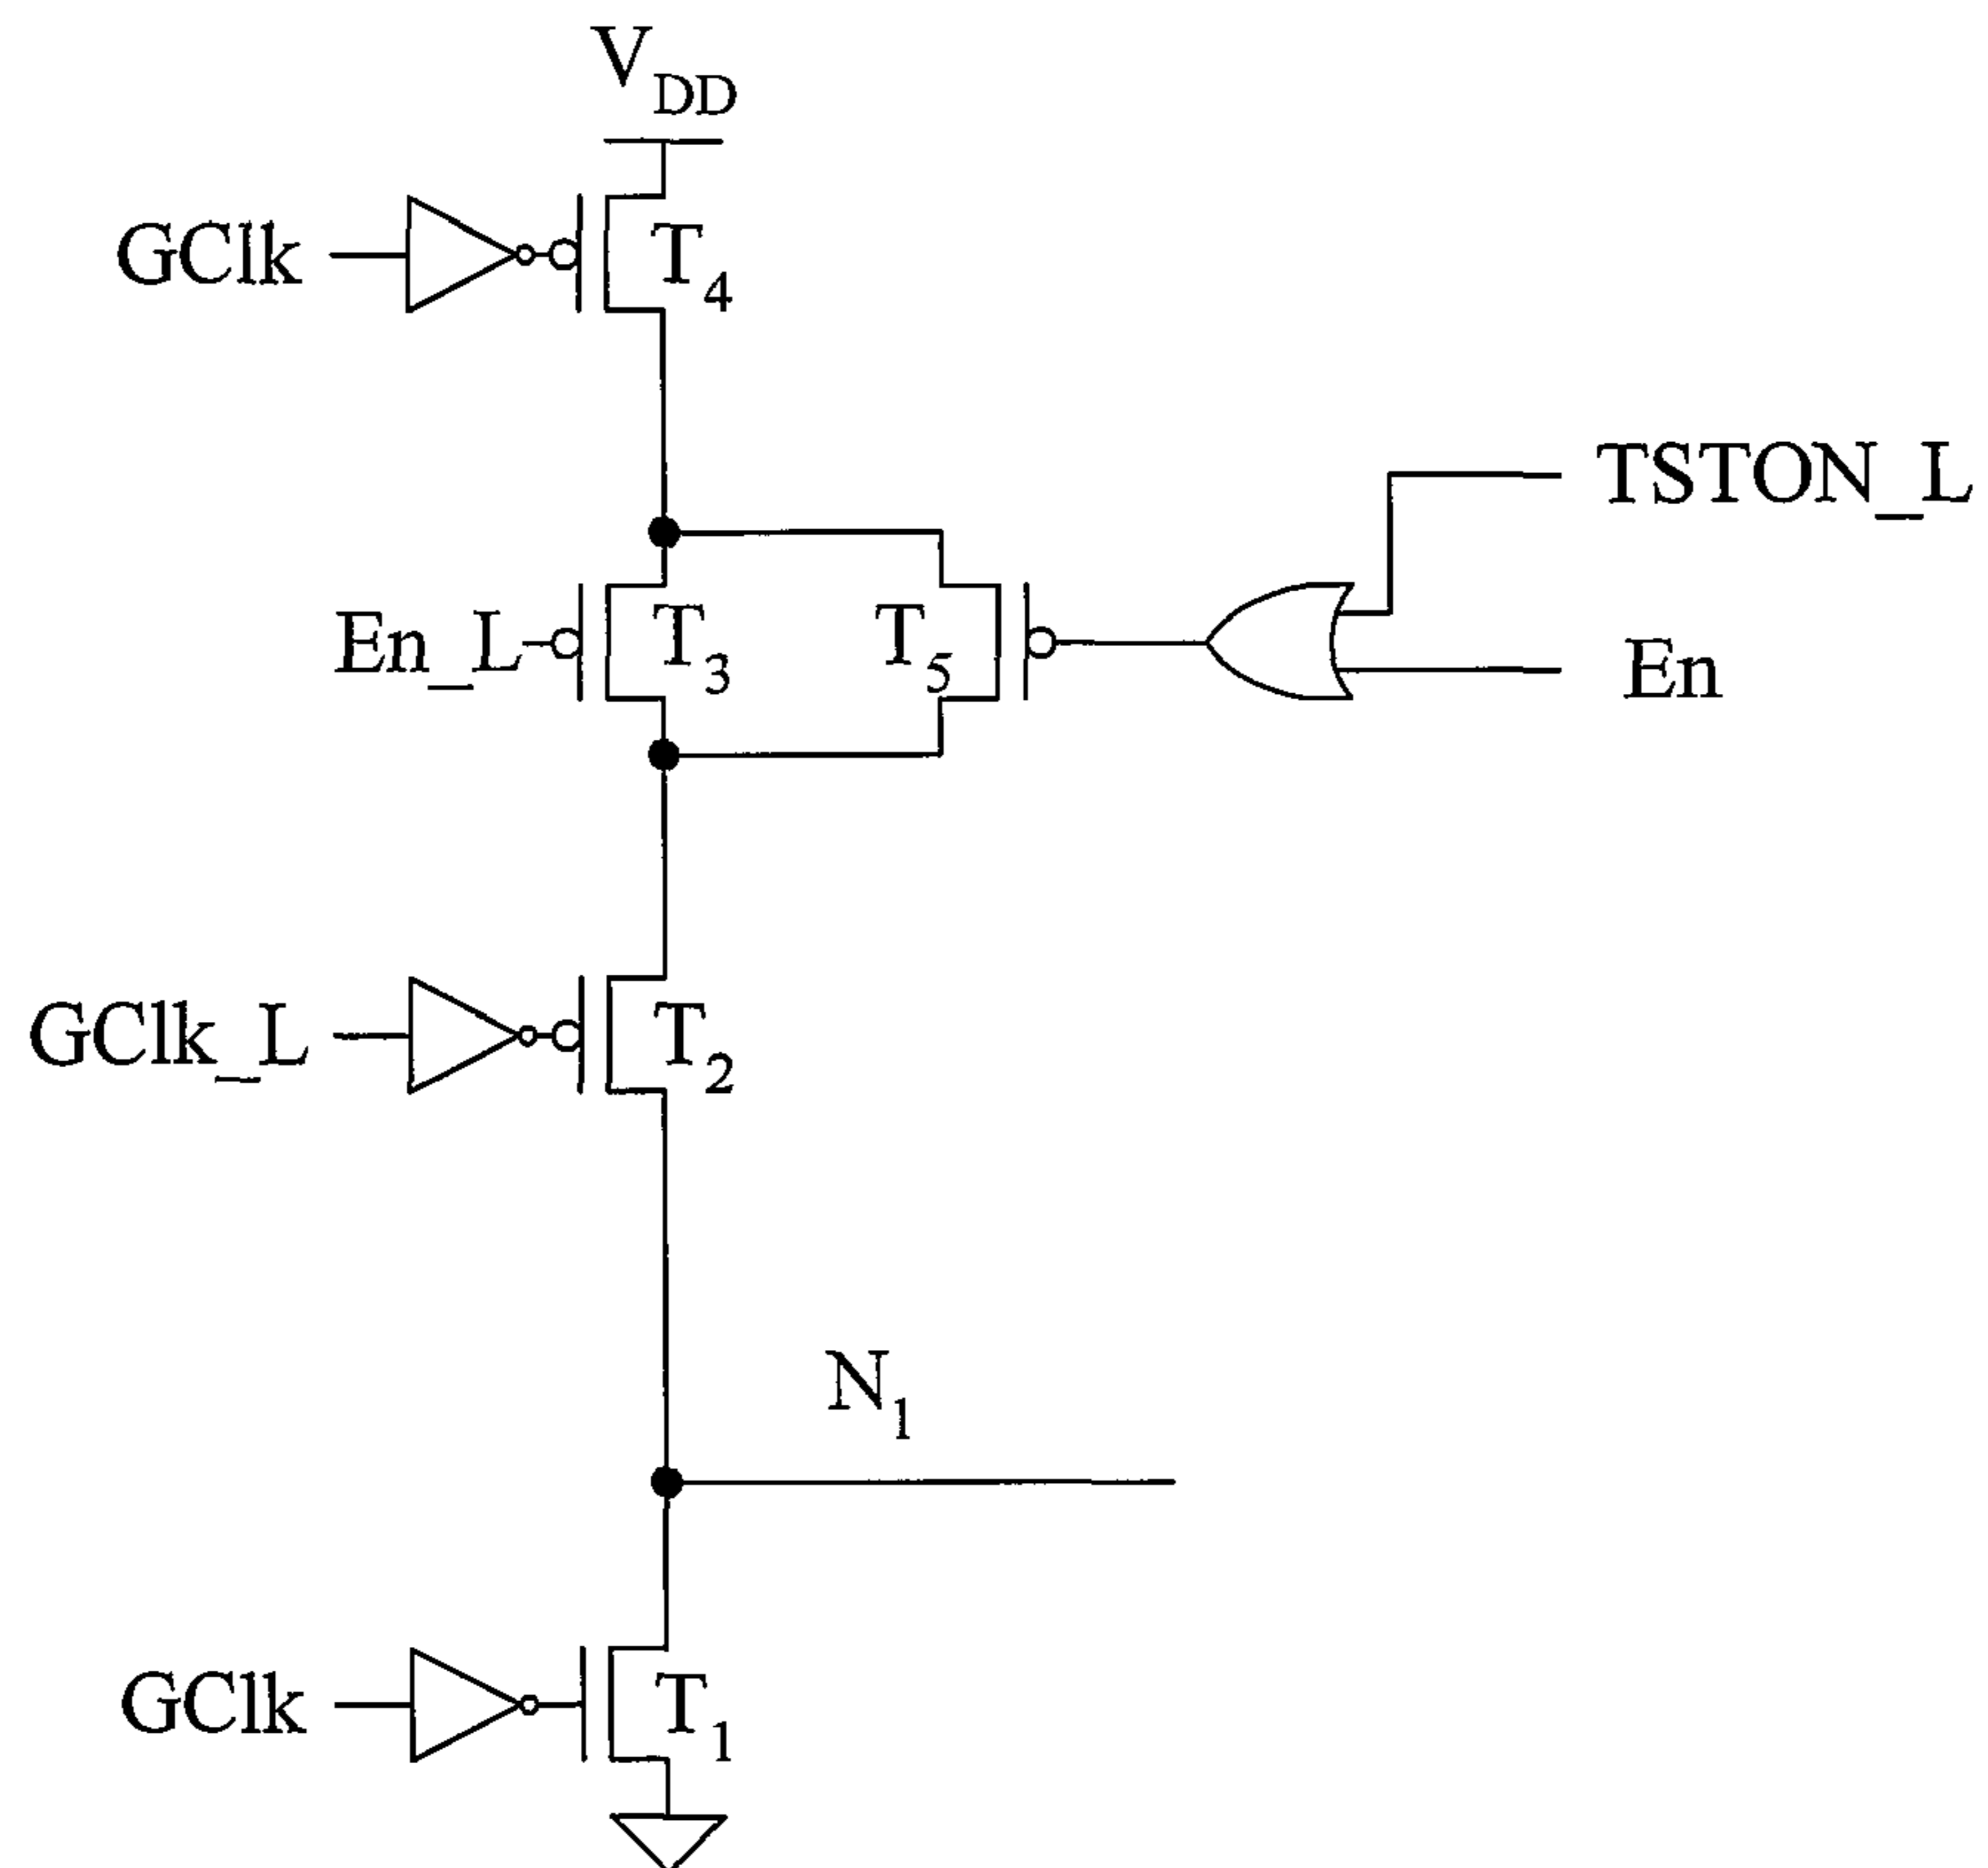 VDD
GClk
T4
TSTON_L
En_L
T3
T5
En
GClk_L
T2
N1
GClk
T1